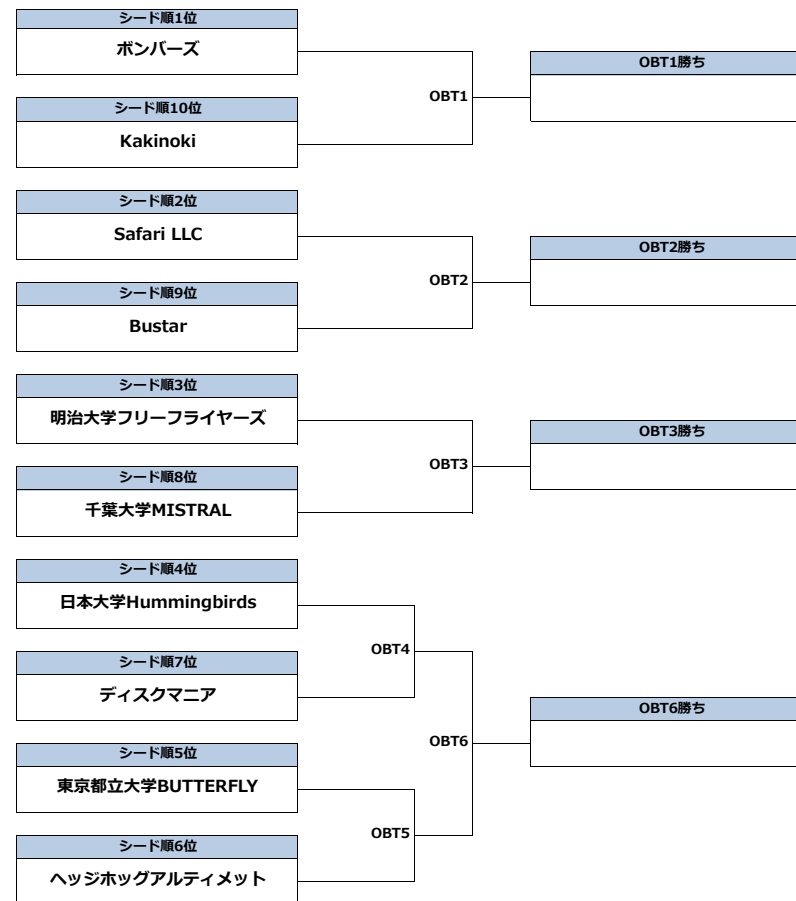 シード順1位
ボンバーズ
OBT1勝ち
OBT1
シード順10位
Kakinoki
シード順2位
Safari LLC
OBT2勝ち
OBT2
シード順9位
Bustar
シード順3位
明治大学フリーフライヤーズ
OBT3勝ち
OBT3
シード順8位
千葉大学MISTRAL
シード順4位
日本大学Hummingbirds
OBT4
シード順7位
ディスクマニア
OBT6勝ち
OBT6
シード順5位
東京都立大学BUTTERFLY
OBT5
シード順6位
ヘッジホッグアルティメット